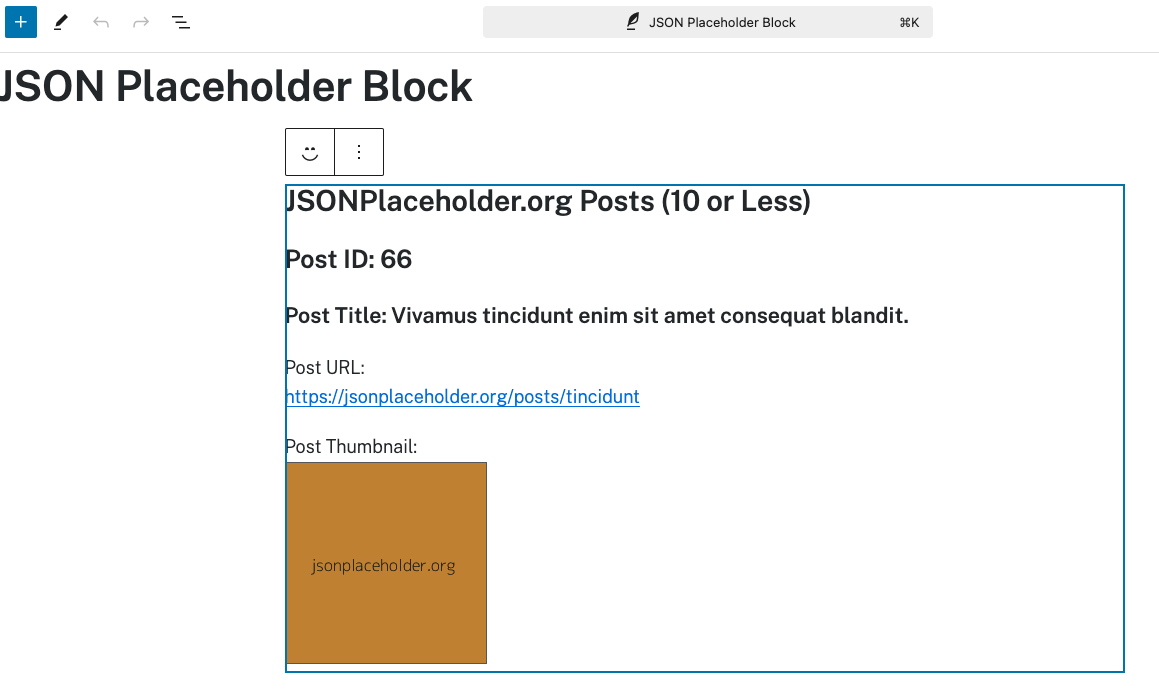 JSON Placeholder Block ⌘K
JSON Placeholder Block
JSONPlaceholder.org Posts (10 or Less)
Post ID: 66
Post Title: Vivamus tincidunt enim sit amet consequat blandit.
Post URL:
https://jsonplaceholder.org/posts/tincidunt
Post Thumbnail:
jsonplaceholder.org